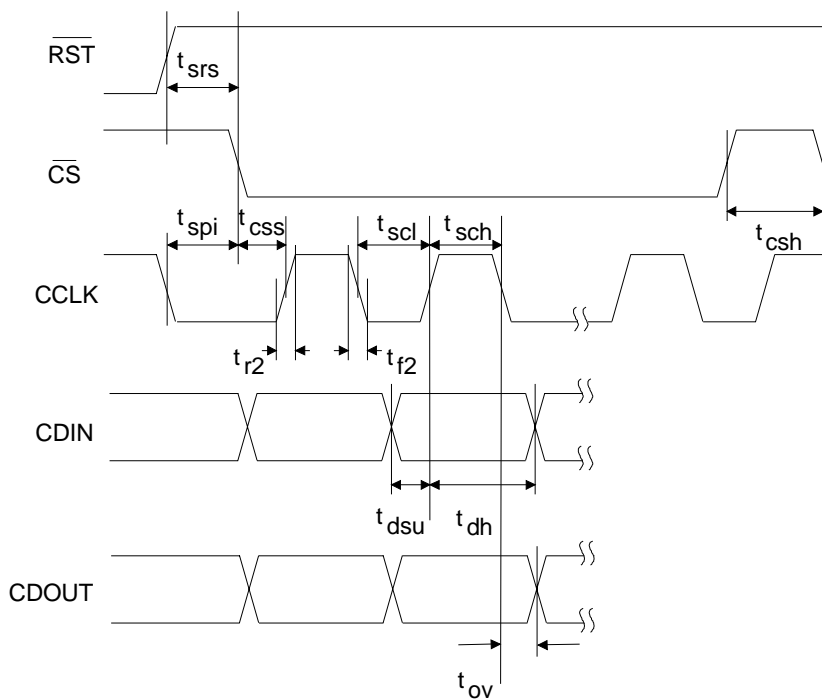 RST
t srs
CS
t spi
t css
t scl
t sch
t csh
CCLK
t r2
t f2
CDIN
t dsu
t dh
CDOUT
t ov